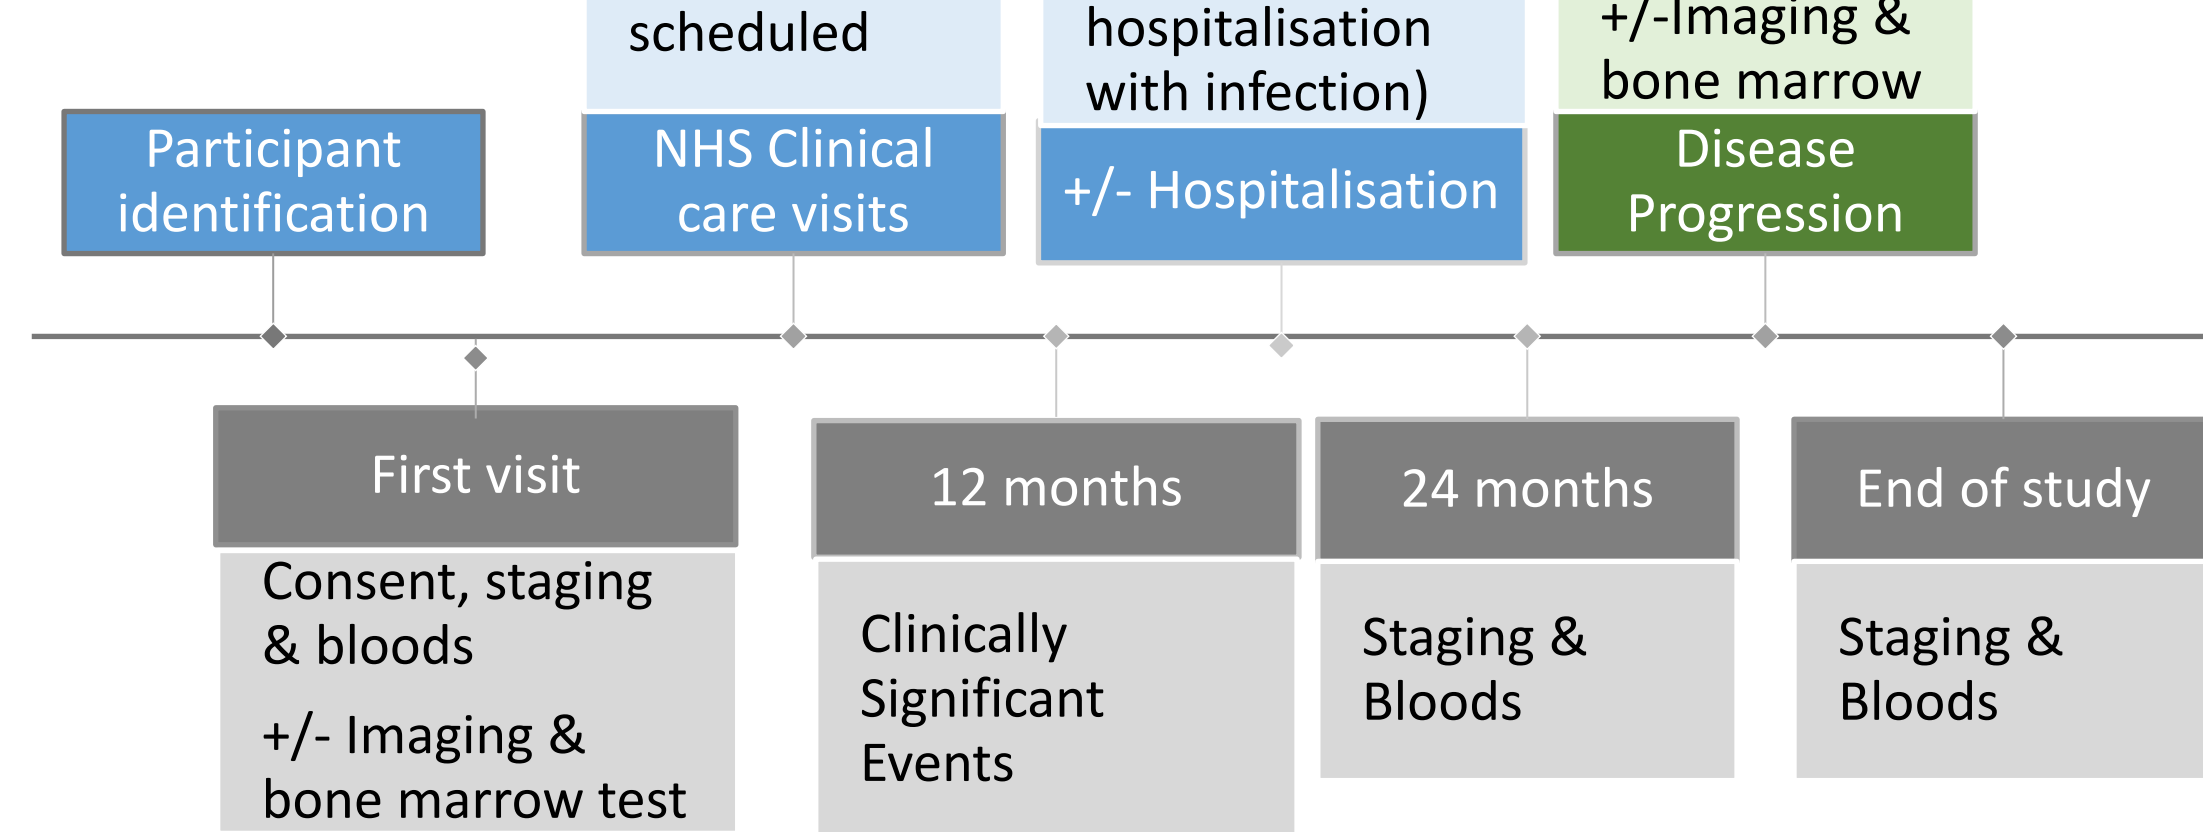 scheduled
hospitalisation
with infection)
+/-Imaging &
bone marrow
Participant
identification
NHS Clinical
care visits
+/- Hospitalisation
Disease
Progression
First visit
Consent, staging
& bloods
+/- Imaging &
bone marrow test
12 months
Clinically
Significant
Events
24 months
Staging &
Bloods
End of study
Staging &
Bloods